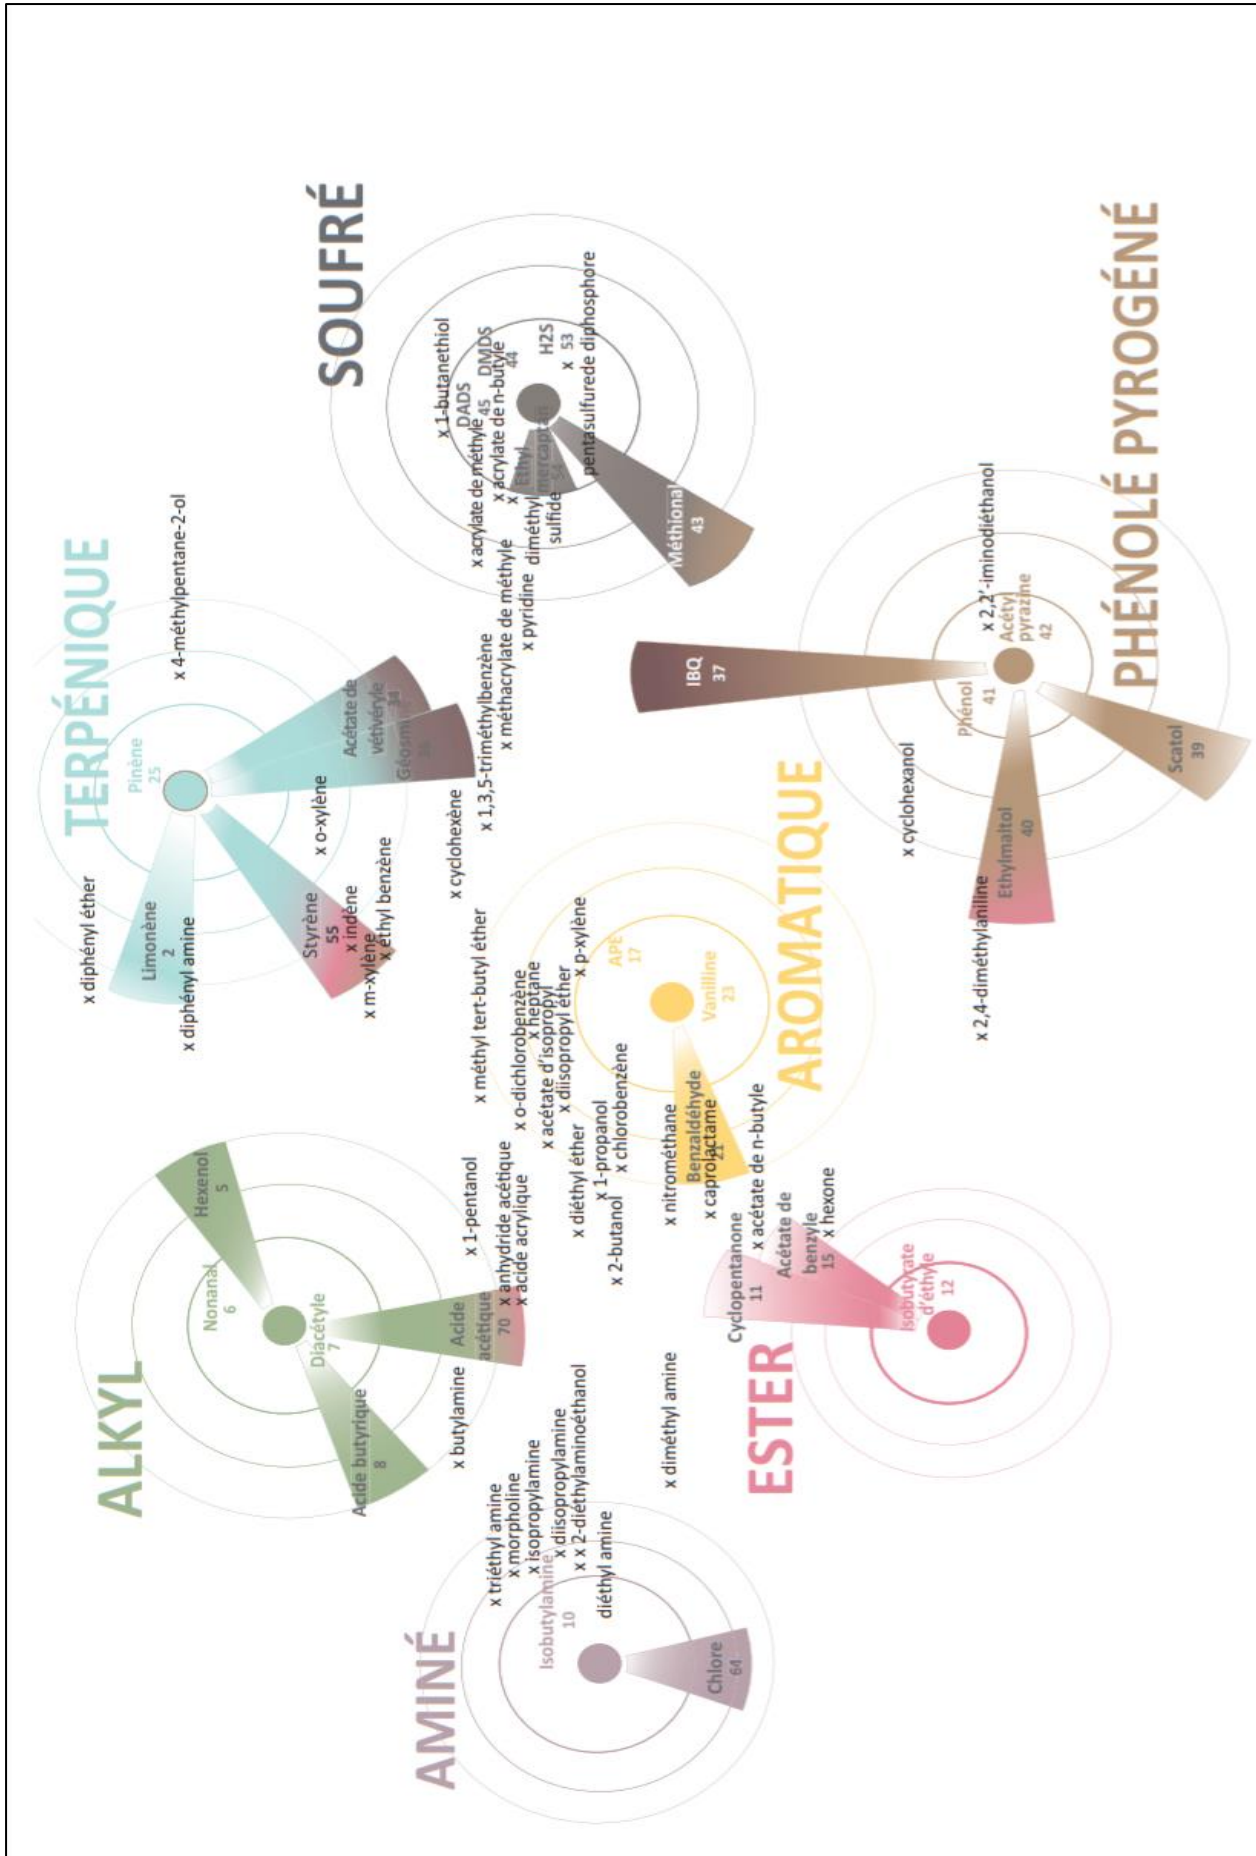 ALKYL
Nonanal
6
Hexenol
5
Diacétyle
7
Acide butyrique
8
Acide
acétique
70
x butylamine
x 1-pentanol
x anhydride acétique
x acide acrylique
TERPÉNIQUE
Pinène
25
x 4-méthylpentane-2-ol
x diphényl éther
Limonène
2
x diphényl amine
Styrène
55
x indène
x m-xylène
x ethyl benzène
x o-xylène
Acétate de
vétivéryle
34
Géosmine
x cyclohexène
x 1,3,5-triméthylbenzène
x méthacrylate de méthyle
x pyridine
x méthyl tert-butyl éther
SOUFRÉ
x 1-butanethiol
DADS
45
DMDS
44
x acrylate de méthyle
x acrylate de n-butyle
x
diméthyl
sulfide
Ethyl
mercaptan
54
H2S
x 53
pentasulfurede diphosphore
Méthional
43
AMINÉ
x triéthyl amine
x morpholine
x isopropylamine
Isobutylamine
10
x diisopropylamine
x x 2-diéthylaminoéthanol
diéthyl amine
Chlore
64
x diméthyl amine
AROMATIQUE
x o-dichlorobenzène
x heptane
x acétate d'isopropyl
x diisopropyl éther
x p-xylène
x diéthyl éther
x 1-propanol
x 2-butanol
x chlorobenzène
APE
17
Vanilline
23
x nitrométhane
Benzaldéhyde
21
x caprolactame
ESTER
Cyclopentanone
11
x acétate de n-butyle
Acétate de
benzyle
15
x hexone
Isobutyrate
d'éthyle
12
PHÉNOLÉ PYROGÉNÉ
IBQ
37
x cyclohexanol
Phénol
41
x 2,2'-iminodiéthanol
Acétyl
pyrazine
42
Ethylmaltol
40
x 2,4-diméthylaniline
Scatol
39